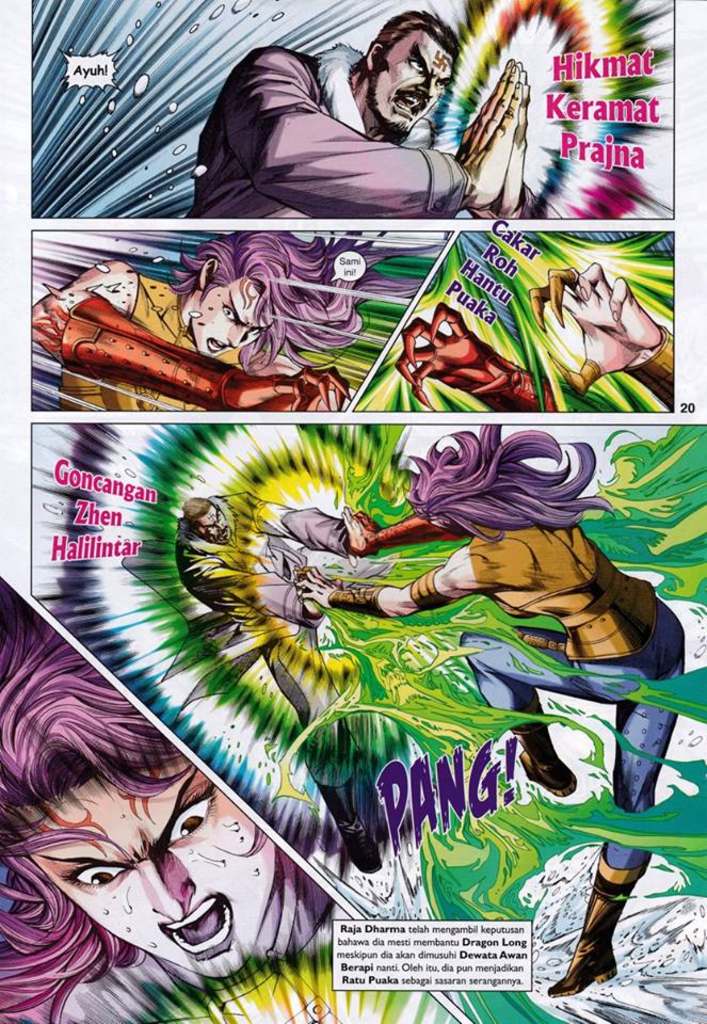 Ayuh!
Hikmat
Keramat
Prajna
Sami
ini!
Cakar
Roh
Hantu
Puaka
20
Goncangan
Zhen
Halilintar
PANG!
Raja Dharma telah mengambil keputusan
bahawa dia mesti membantu Dragon Long
meskipun dia akan dimusuhi Dewata Awan
Berapi nanti. Oleh itu, dia pun menjadikan
Ratu Puaka sebagai sasaran serangannya.